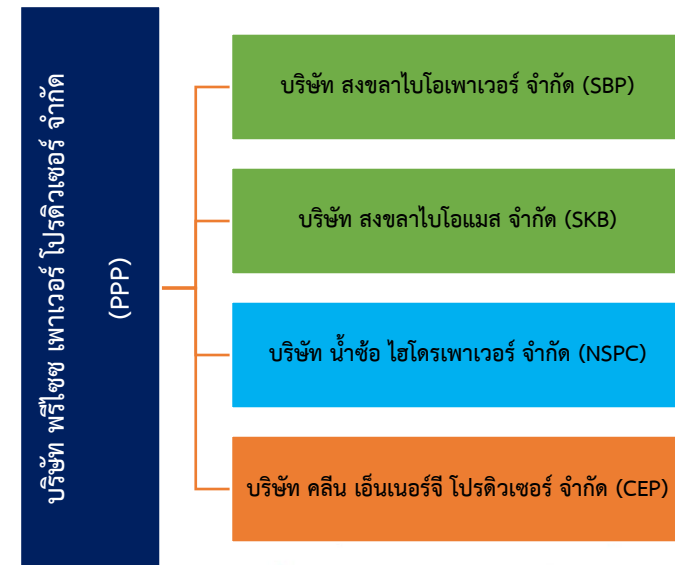 บริษัท พรีไซซ เพาเวอร์ โปรดิวเซอร์ จำกัด
(PPP)
บริษัท สงขลาไบโอเพาเวอร์ จำกัด (SBP)
บริษัท สงขลาไบโอแมส จำกัด (SKB)
บริษัท น้ำซ้อ ไฮโดรเพาเวอร์ จำกัด (NSPC)
บริษัท คลีน เอ็นเนอร์จี โปรดิวเซอร์ จำกัด (CEP)